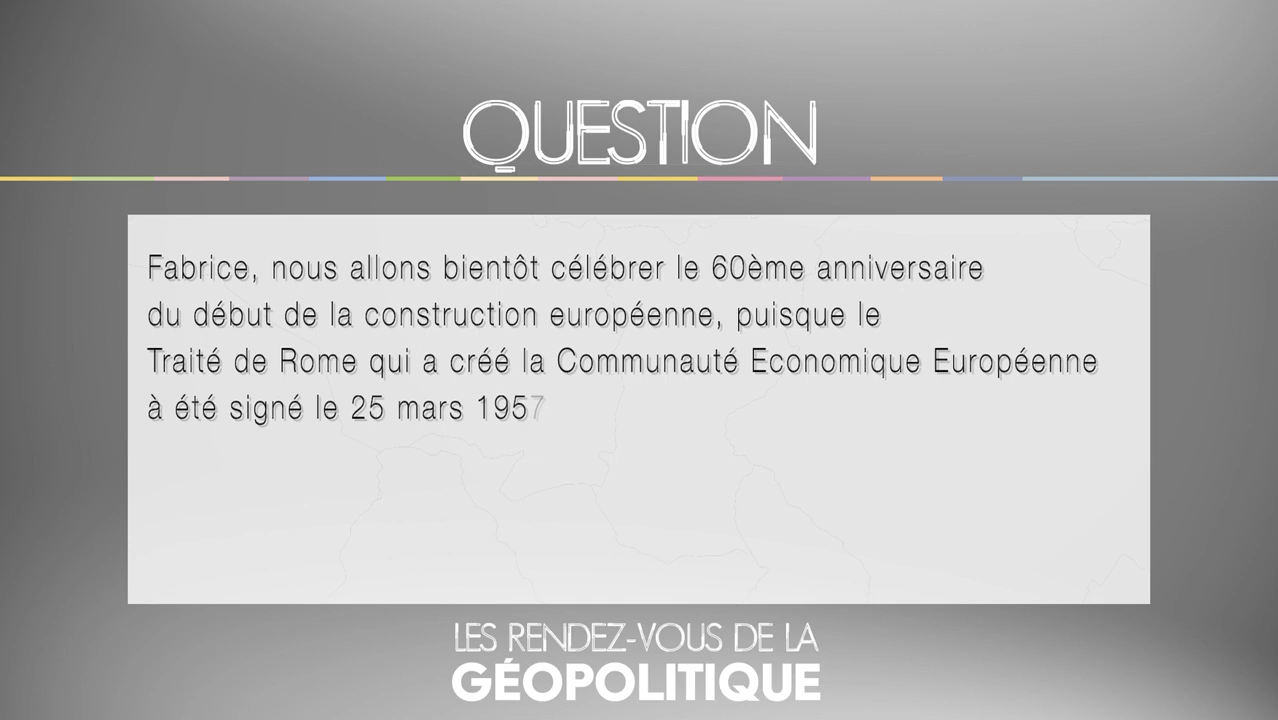 QUESTION
Fabrice, nous allons bientôt célébrer le 60ème anniversaire
du début de la construction européenne, puisque le
Traité de Rome qui a créé la Communauté Economique Européenne
à été signé le 25 mars 1957
LES RENDEZ-VOUS DE LA
GÉOPOLITIQUE